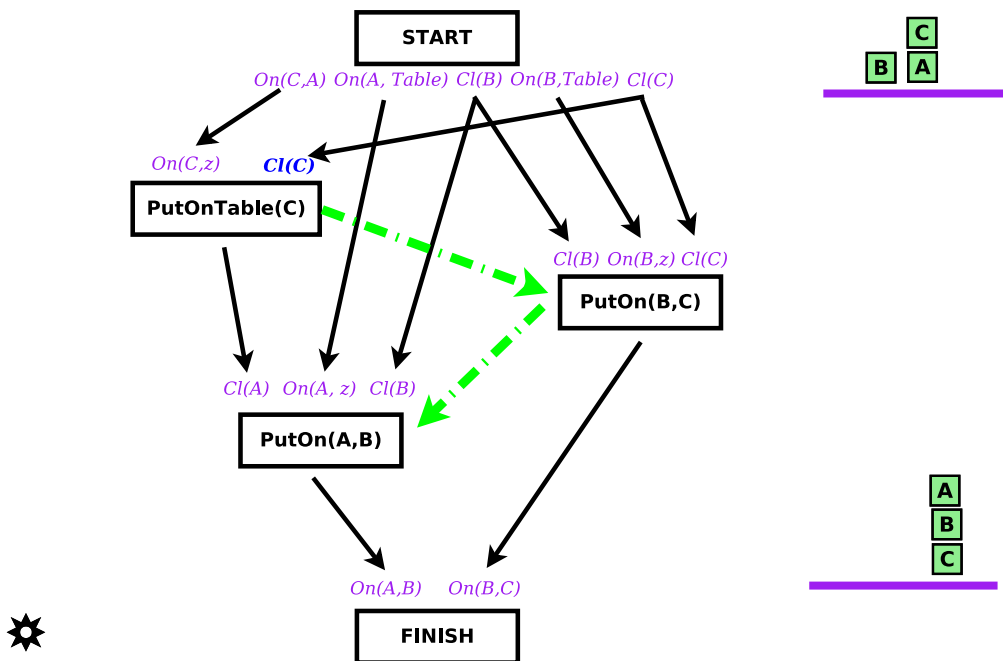 START
C
B A
On(C,A) On(A, Table) Cl(B) On(B,Table) Cl(C)
On(C,z) Cl(C)
PutOnTable(C)
Cl(B) On(B,z) Cl(C)
PutOn(B,C)
Cl(A) On(A, z) Cl(B)
PutOn(A,B)
A
B
C
On(A,B) On(B,C)
FINISH